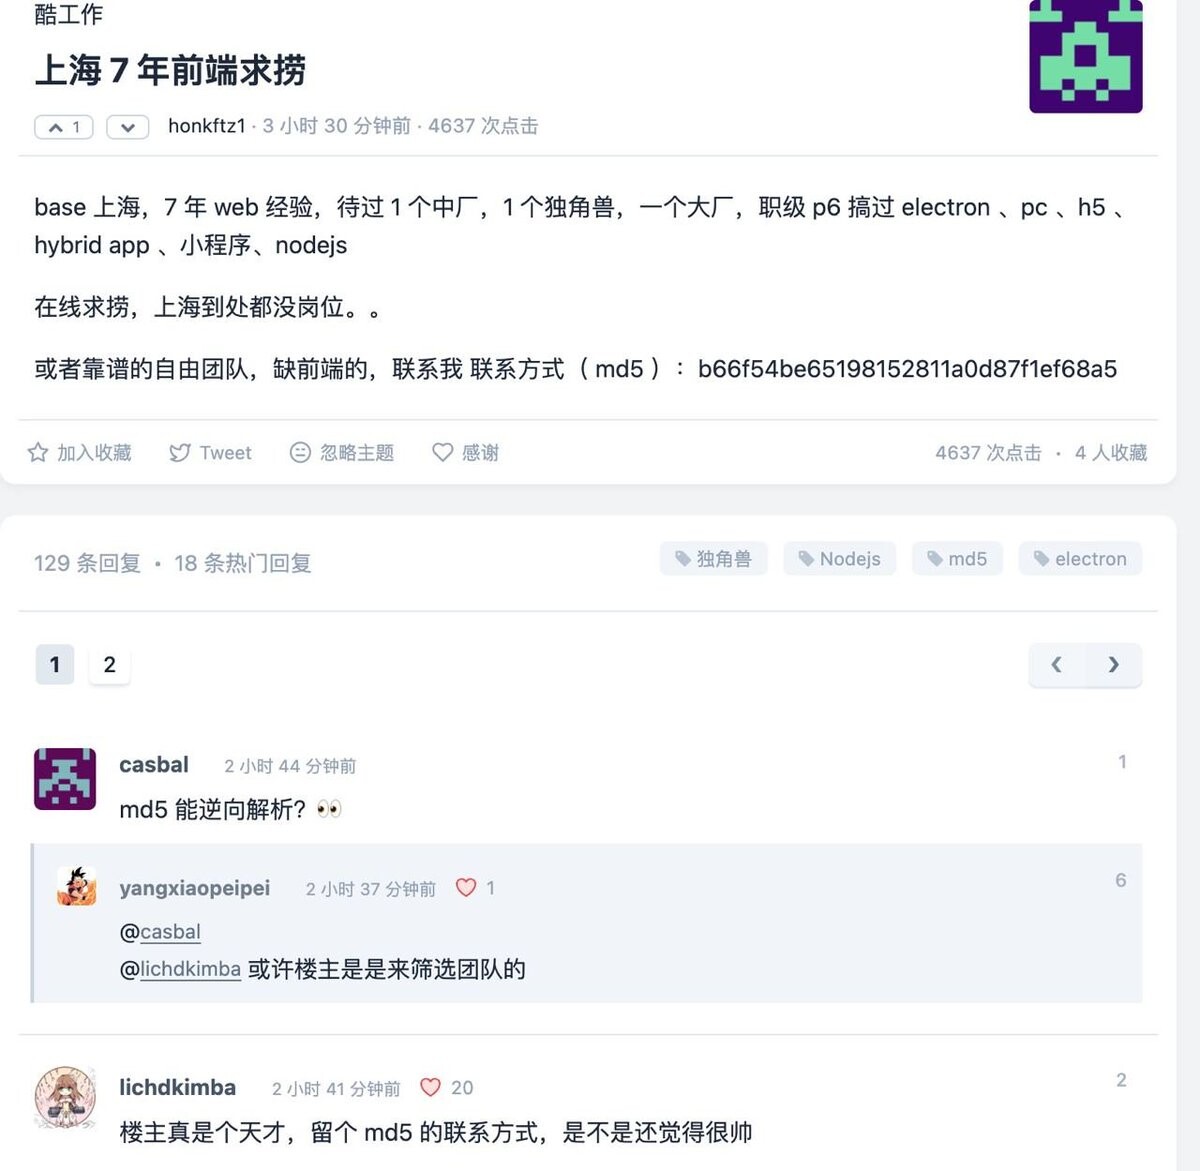 酷工作
上海 7 年前端求捞
1
honkftz1 · 3 小时 30 分钟前 · 4637 次点击
base 上海，7 年 web 经验，待过 1 个中厂，1 个独角兽，一个大厂，职级 p6 搞过 electron 、pc 、h5 、
hybrid app 、小程序、nodejs
在线求捞，上海到处都没岗位。。
或者靠谱的自由团队，缺前端的，联系我 联系方式（ md5 ）：b66f54be65198152811a0d87f1ef68a5
加入收藏 Tweet 忽略主题 感谢 4637 次点击 · 4 人收藏
129 条回复 · 18 条热门回复 独角兽 Nodejs md5 electron
1 2
casbal 2 小时 44 分钟前 1
md5 能逆向解析? 👀
yangxiaopeipei 2 小时 37 分钟前 1 6
@casbal
@lichdkimba 或许楼主是是来筛选团队的
lichdkimba 2 小时 41 分钟前 20 2
楼主真是个天才，留个 md5 的联系方式，是不是还觉得很帅